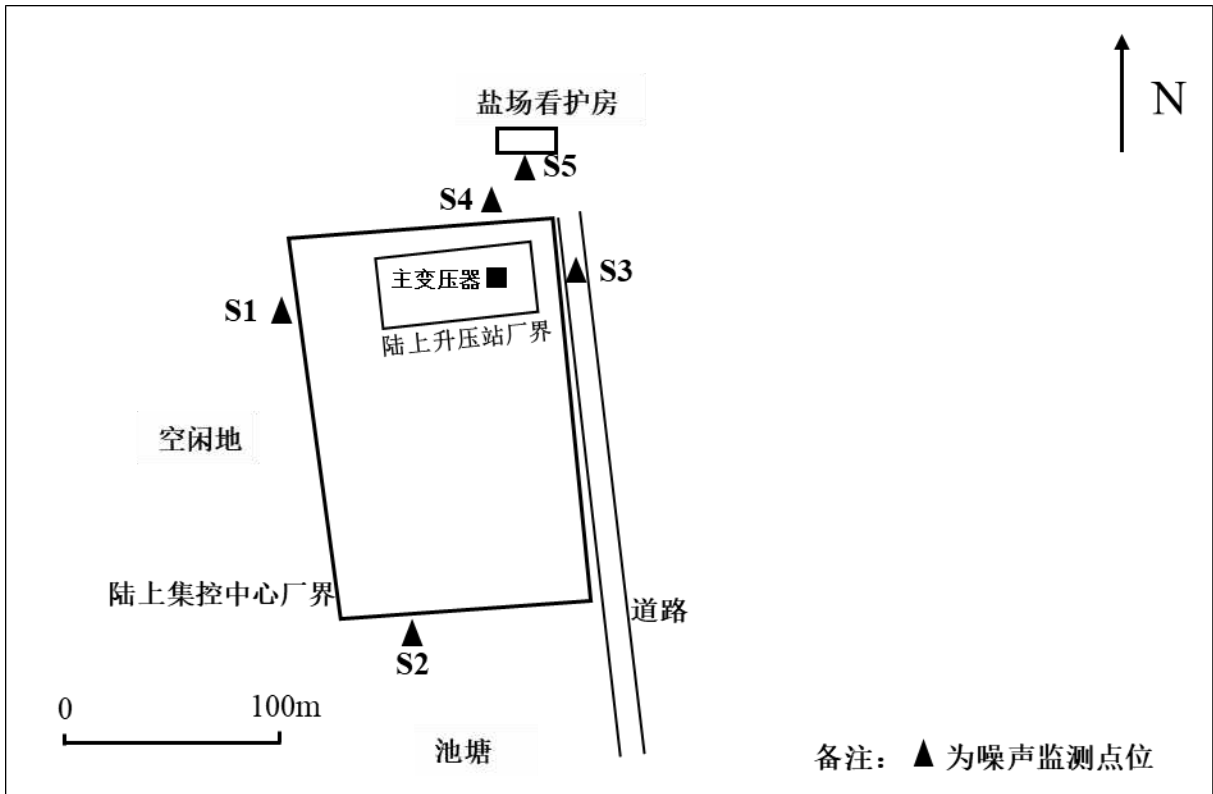 盐场看护房
N
S5
S4
主变压器
S3
S1
陆上升压站厂界
空闲地
陆上集控中心厂界
道路
S2
0 100m
池塘
备注： ▲ 为噪声监测点位